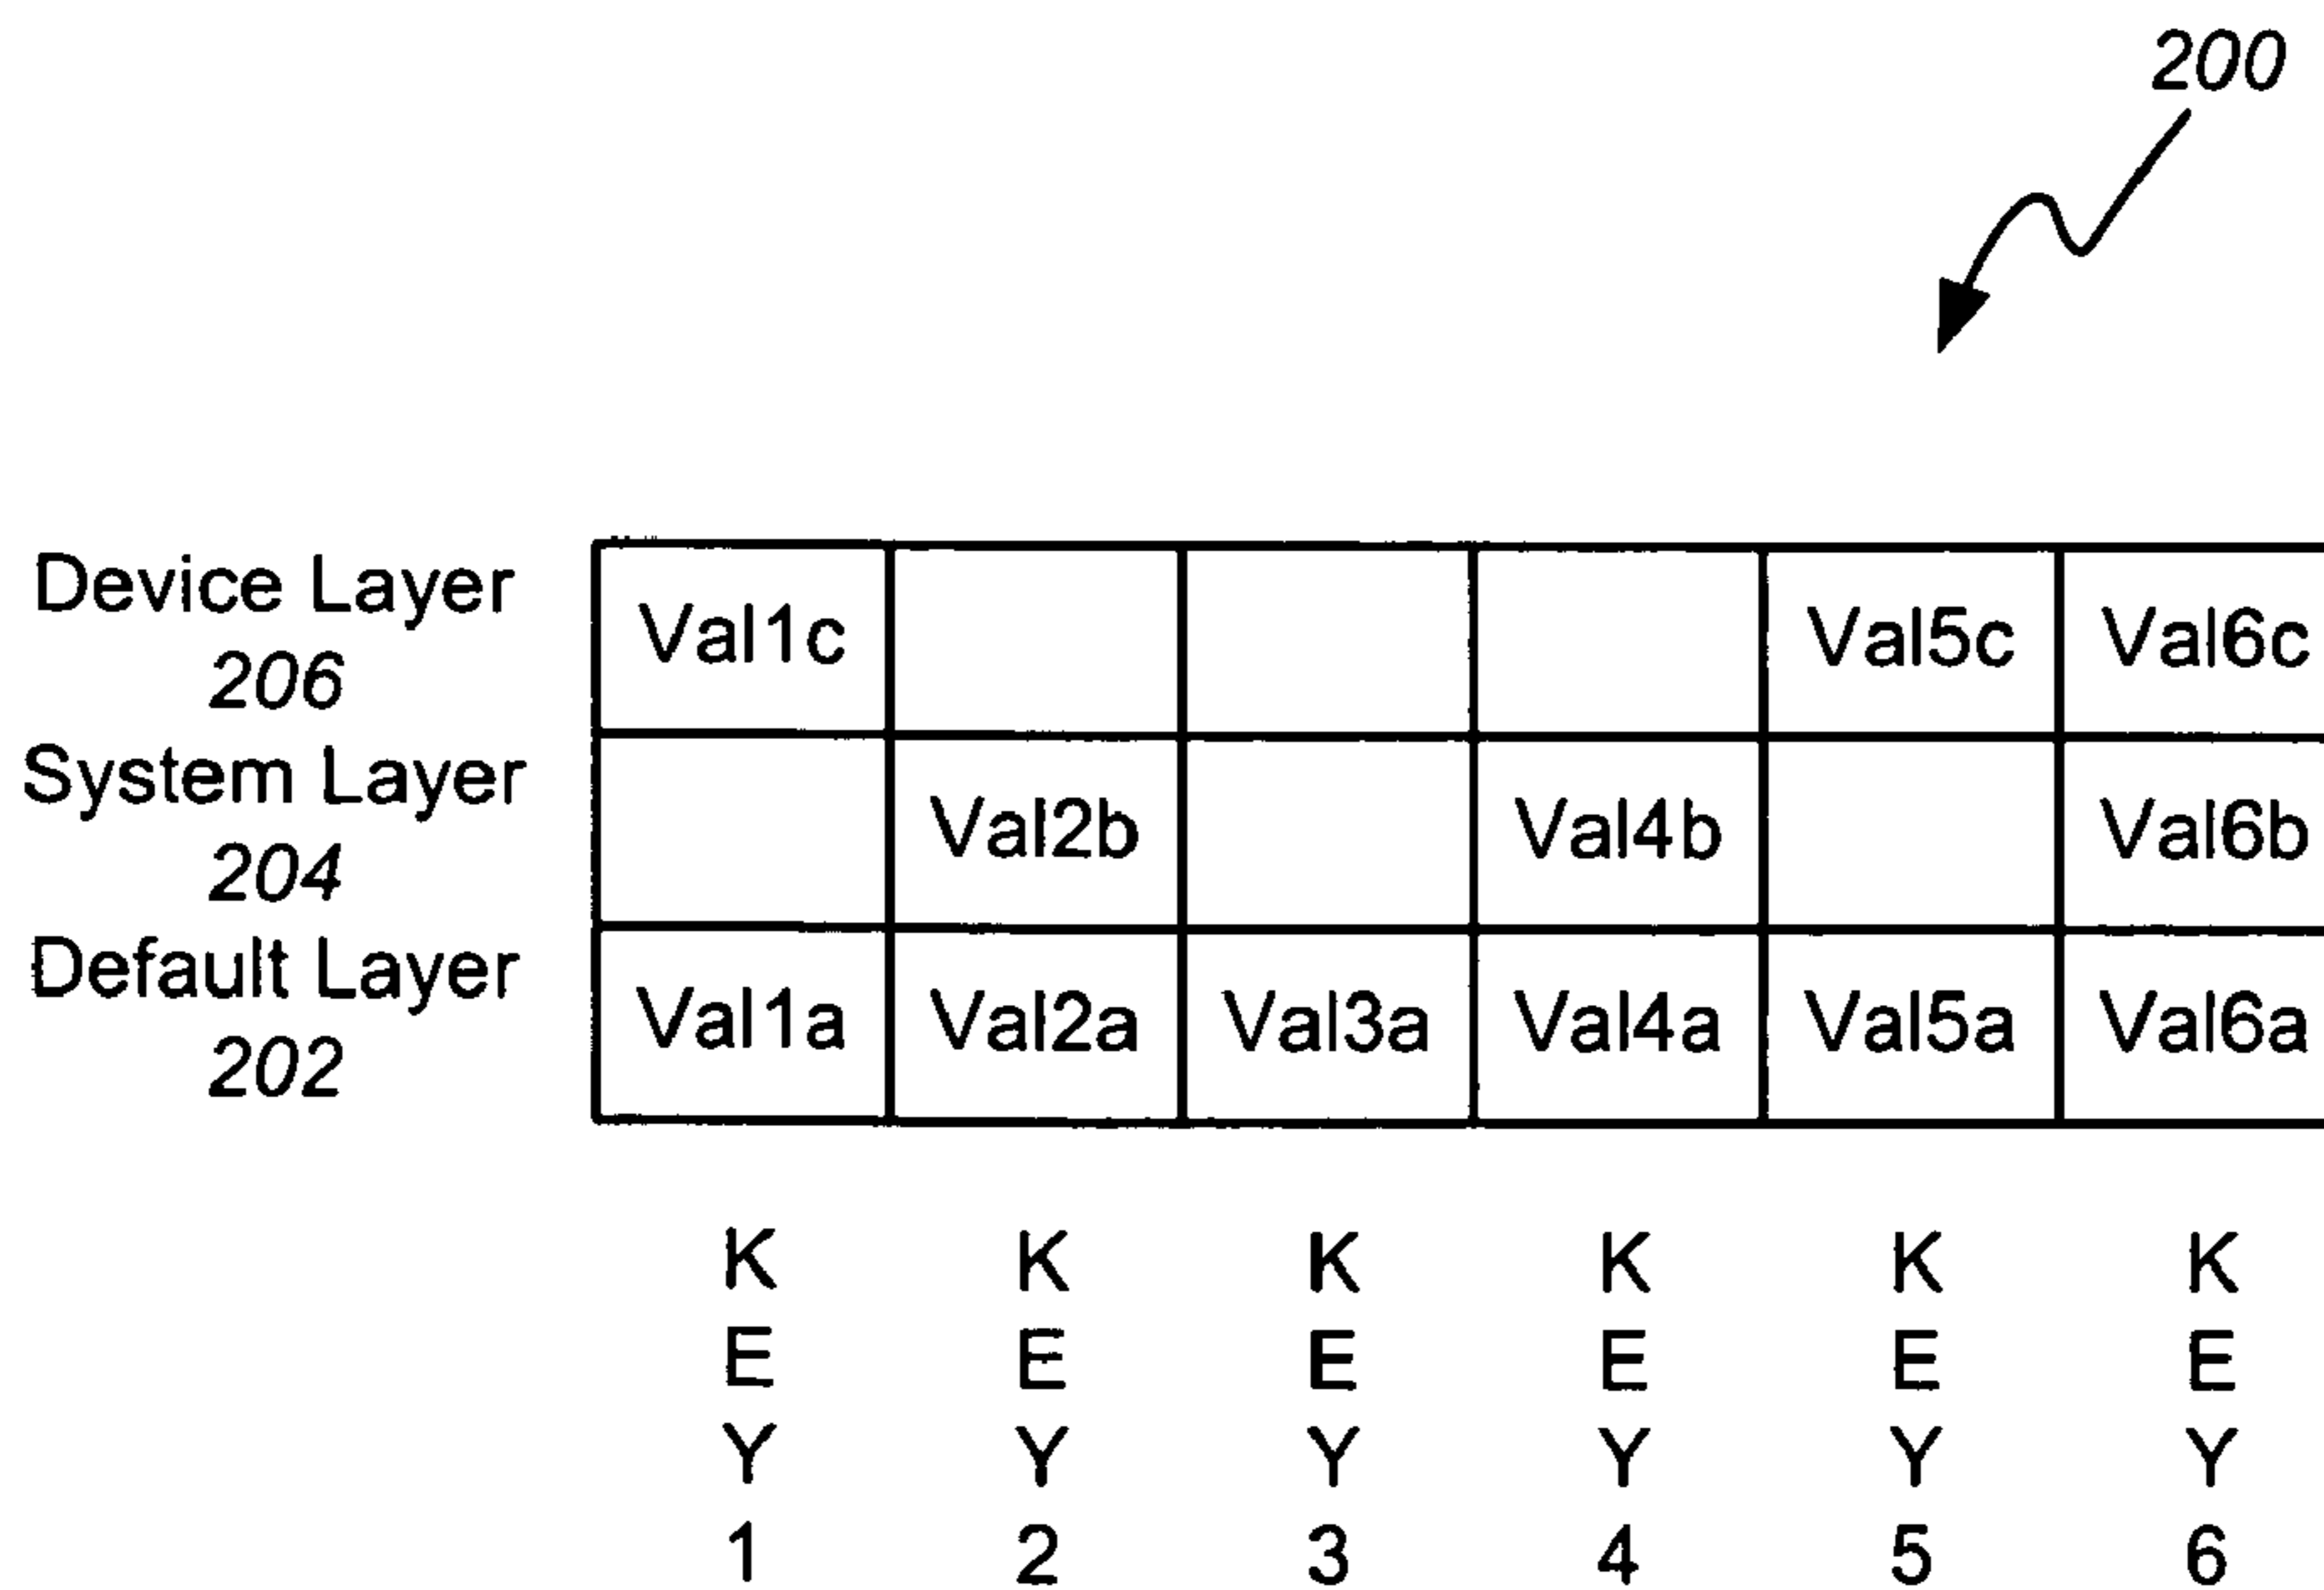 200
Device Layer
206
Val1c Val5c Val6c
System Layer
204
Val2b Val4b Val6b
Default Layer
202
Val1a Val2a Val3a Val4a Val5a Val6a
K K K K K K
E E E E E E
Y Y Y Y Y Y
1 2 3 4 5 6